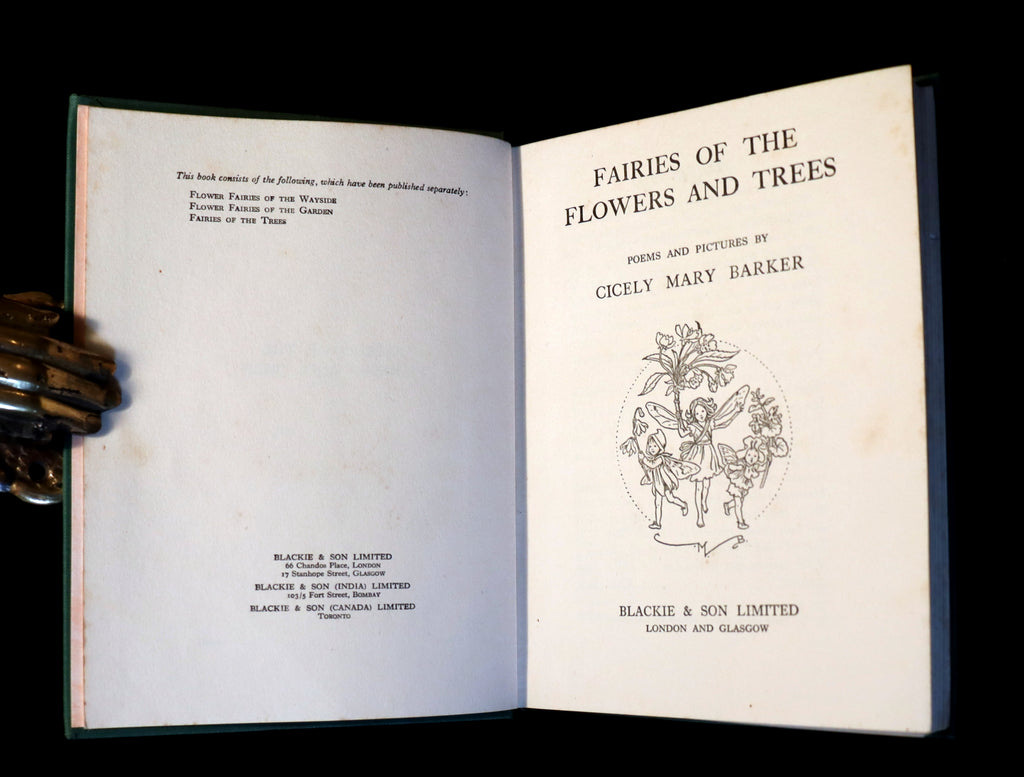 This book consists of the following, which have been published separately:
FLOWER FAIRIES OF THE WAYSIDE
FLOWER FAIRIES OF THE GARDEN
FAIRIES OF THE TREES
BLACKIE & SON LIMITED
66 Chandos Place, LONDON
17 Stanhope Street, GLASGOW
BLACKIE & SON (INDIA) LIMITED
103/5 Fort Street, BOMBAY
BLACKIE & SON (CANADA) LIMITED
TORONTO
FAIRIES OF THE
FLOWERS AND TREES
POEMS AND PICTURES BY
CICELY MARY BARKER
C M B.
BLACKIE & SON LIMITED
LONDON AND GLASGOW